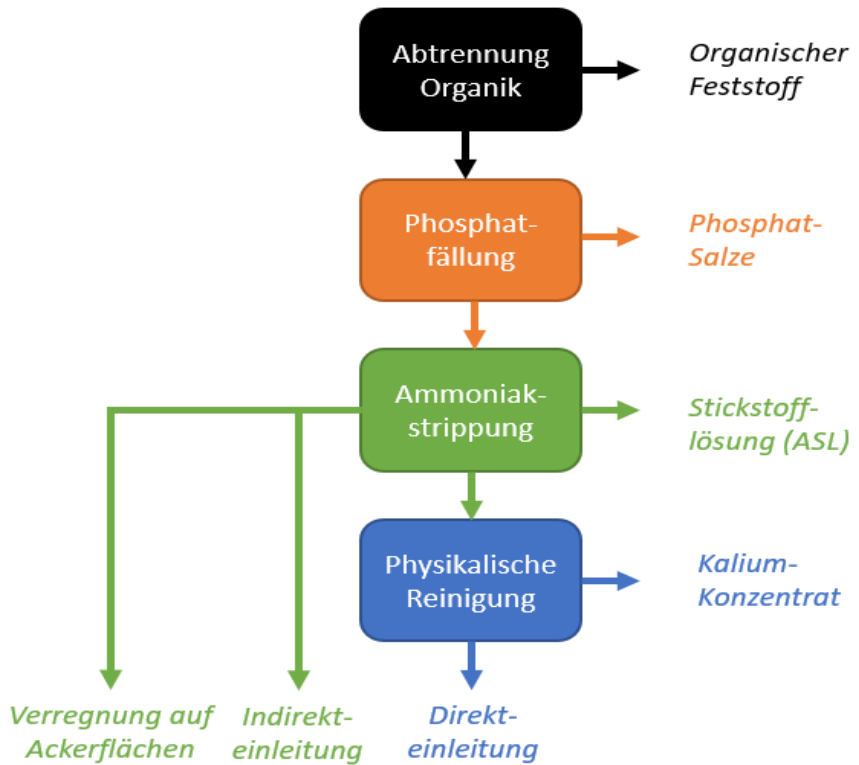 Abtrennung
Organik
Organischer
Feststoff
Phosphat-
fällung
Phosphat-
Salze
Ammoniak-
strippung
Stickstoff-
lösung (ASL)
Physikalische
Reinigung
Kalium-
Konzentrat
Verregnung auf
Ackerflächen
Indirekt-
einleitung
Direkt-
einleitung